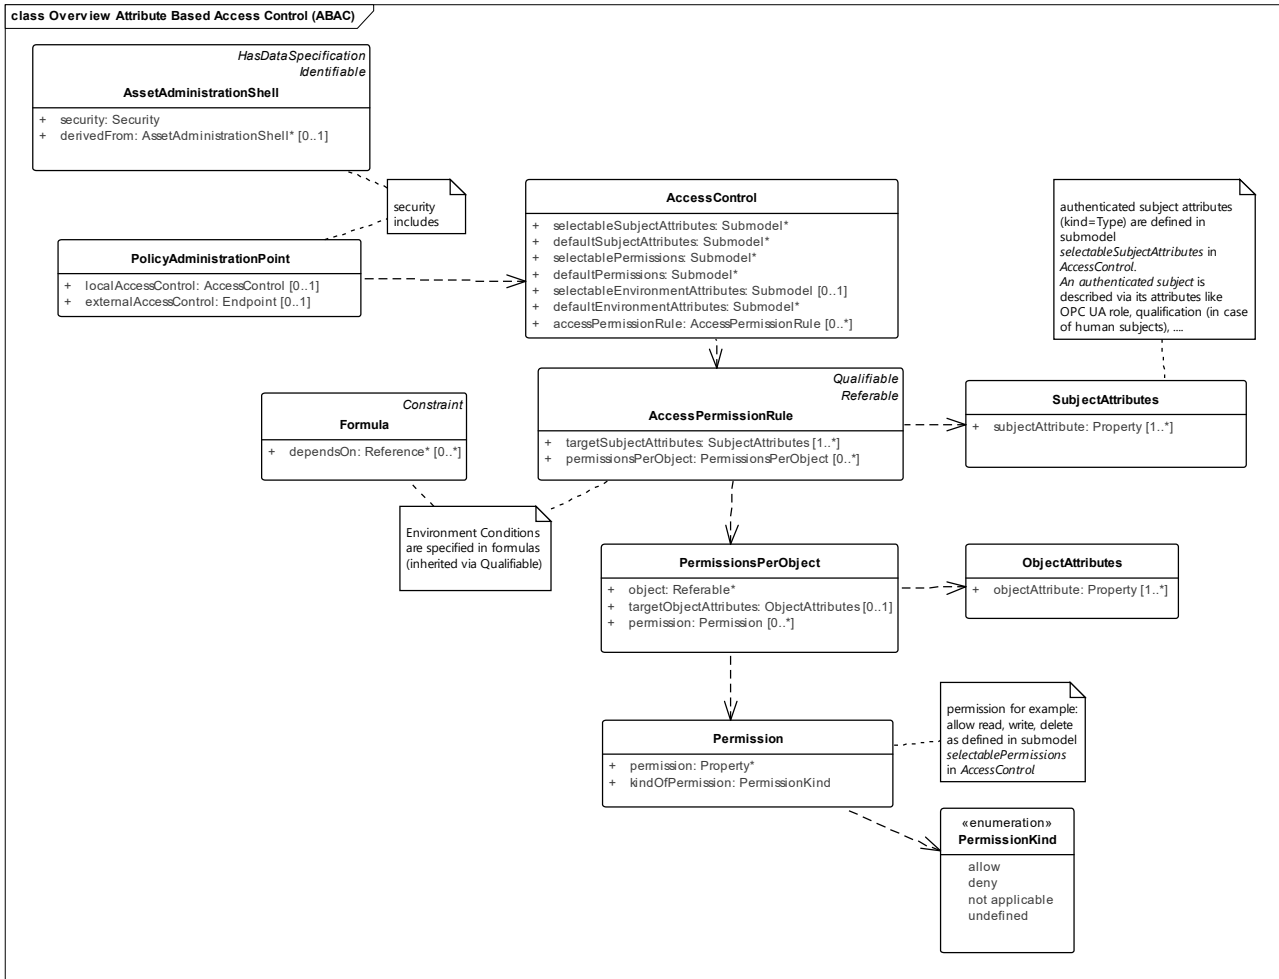 class Overview Attribute Based Access Control (ABAC)
HasDataSpecification
Identifiable
AssetAdministrationShell
+ security: Security
+ derivedFrom: AssetAdministrationShell* [0..1]
security
includes
PolicyAdministrationPoint
+ localAccessControl: AccessControl [0..1]
+ externalAccessControl: Endpoint [0..1]
AccessControl
+ selectableSubjectAttributes: Submodel*
+ defaultSubjectAttributes: Submodel*
+ selectablePermissions: Submodel*
+ defaultPermissions: Submodel*
+ selectableEnvironmentAttributes: Submodel [0..1]
+ defaultEnvironmentAttributes: Submodel*
+ accessPermissionRule: AccessPermissionRule [0..*]
authenticated subject attributes
(kind=Type) are defined in
submodel
selectableSubjectAttributes in
AccessControl.
An authenticated subject is
described via its attributes like
OPC UA role, qualification (in case
of human subjects), ....
Constraint
Formula
+ dependsOn: Reference* [0..*]
Qualifiable
Referable
AccessPermissionRule
+ targetSubjectAttributes: SubjectAttributes [1..*]
+ permissionsPerObject: PermissionsPerObject [0..*]
SubjectAttributes
+ subjectAttribute: Property [1..*]
Environment Conditions
are specified in formulas
(inherited via Qualifiable)
PermissionsPerObject
+ object: Referable*
+ targetObjectAttributes: ObjectAttributes [0..1]
+ permission: Permission [0..*]
ObjectAttributes
+ objectAttribute: Property [1..*]
Permission
+ permission: Property*
+ kindOfPermission: PermissionKind
permission for example:
allow read, write, delete
as defined in submodel
selectablePermissions
in AccessControl
«enumeration»
PermissionKind
allow
deny
not applicable
undefined